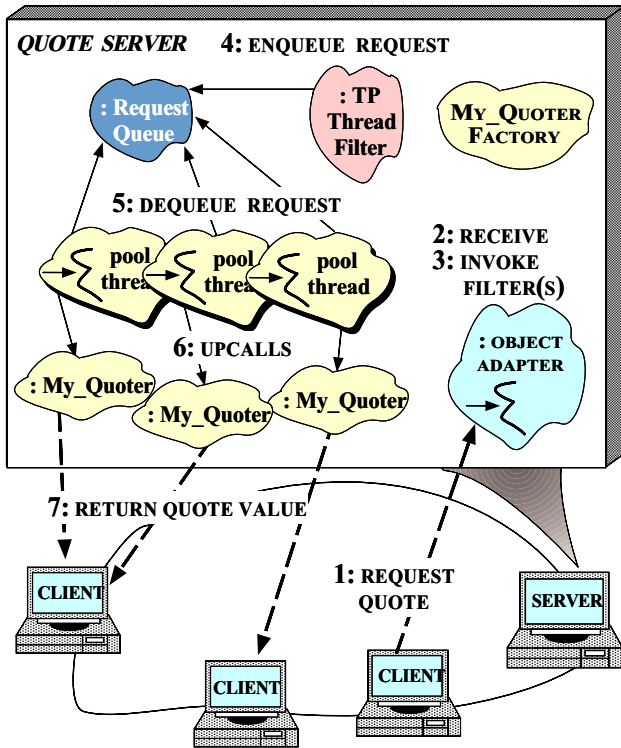 QUOTE SERVER
4: ENQUEUE REQUEST
: Request
Queue
: TP
Thread
Filter
MY_QUOTER
FACTORY
5: DEQUEUE REQUEST
pool
thread
pool
thread
pool
thread
2: RECEIVE
3: INVOKE
FILTER(S)
: OBJECT
ADAPTER
6: UPCALLS
: My_Quoter
: My_Quoter
: My_Quoter
7: RETURN QUOTE VALUE
1: REQUEST
QUOTE
CLIENT
CLIENT
CLIENT
SERVER